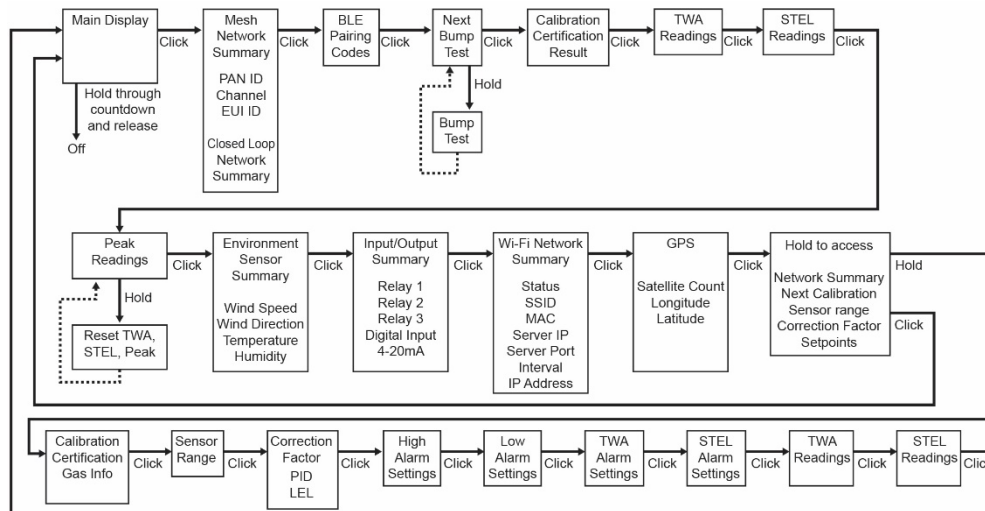 Main Display
Hold through
countdown
and release
Off
Click
Mesh
Network
Summary
PAN ID
Channel
EUI ID
Closed Loop
Network
Summary
Click
BLE
Pairing
Codes
Click
Next
Bump
Test
Hold
Bump
Test
Click
Calibration
Certification
Result
Click
TWA
Readings
Click
STEL
Readings
Click
Peak
Readings
Hold
Reset TWA,
STEL, Peak
Click
Environment
Sensor
Summary
Wind Speed
Wind Direction
Temperature
Humidity
Click
Input/Output
Summary
Relay 1
Relay 2
Relay 3
Digital Input
4-20mA
Click
Wi-Fi Network
Summary
Status
SSID
MAC
Server IP
Server Port
Interval
IP Address
Click
GPS
Satellite Count
Longitude
Latitude
Click
Hold to access
Network Summary
Next Calibration
Sensor range
Correction Factor
Setpoints
Hold
Click
Calibration
Certification
Gas Info
Click
Sensor
Range
Click
Correction
Factor
PID
LEL
Click
High
Alarm
Settings
Click
Low
Alarm
Settings
Click
TWA
Alarm
Settings
Click
STEL
Alarm
Settings
Click
TWA
Readings
Click
STEL
Readings
Click